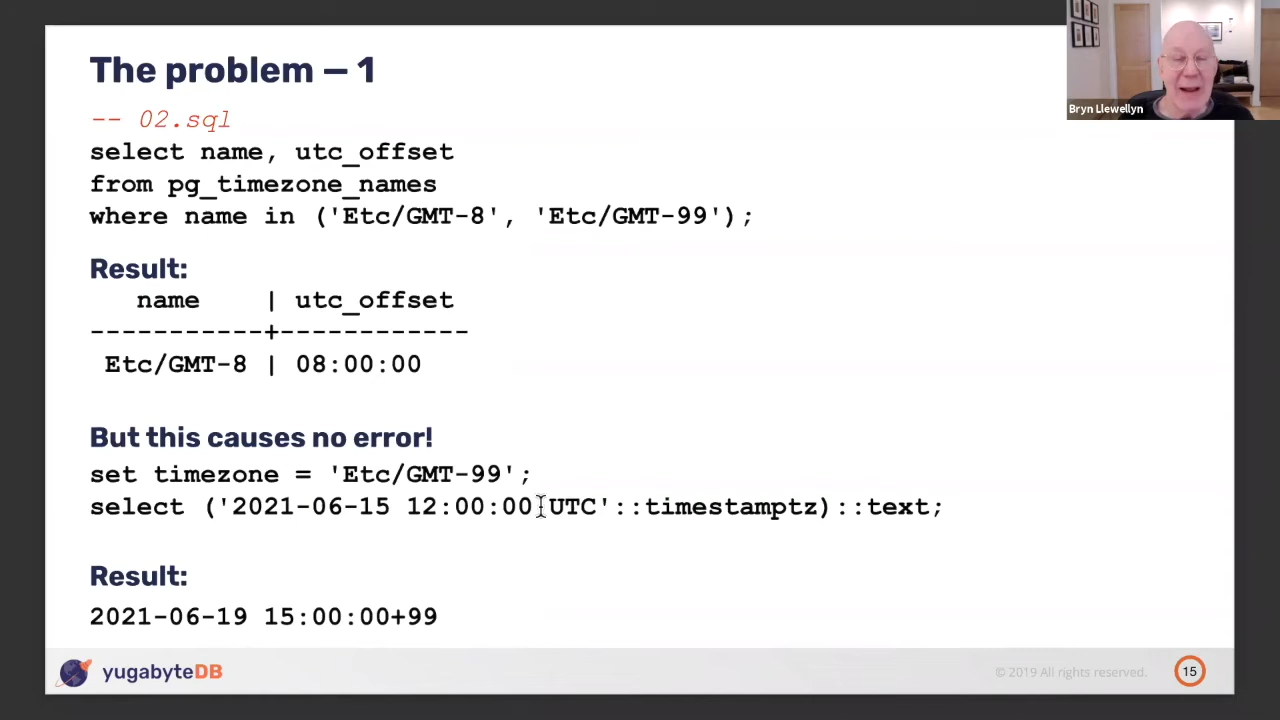 The problem — 1
-- 02.sql
select name, utc_offset
from pg_timezone_names
where name in ('Etc/GMT-8', 'Etc/GMT-99');
Result:
name | utc_offset
-----------+------------
Etc/GMT-8 | 08:00:00
But this causes no error!
set timezone = 'Etc/GMT-99';
select ('2021-06-15 12:00:00 UTC'::timestamptz)::text;
Result:
2021-06-19 15:00:00+99
yugabyteDB
© 2019 All rights reserved.
15
Bryn Llewellyn